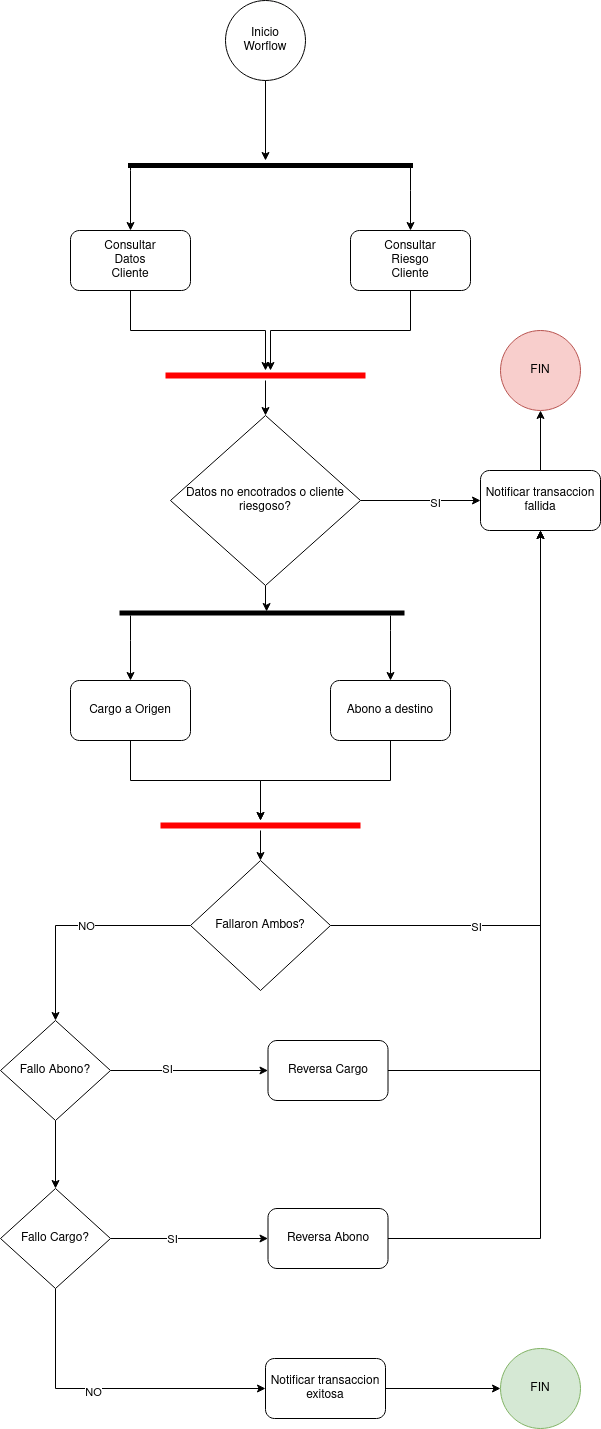 Inicio
Worflow
Consultar
Datos
Cliente
Consultar
Riesgo
Cliente
FIN
Datos no encotrados o cliente
riesgoso?
SI
Notificar transaccion
fallida
Cargo a Origen
Abono a destino
Fallaron Ambos?
NO
SI
Fallo Abono?
SI
Reversa Cargo
Fallo Cargo?
SI
Reversa Abono
NO
Notificar transaccion
exitosa
FIN